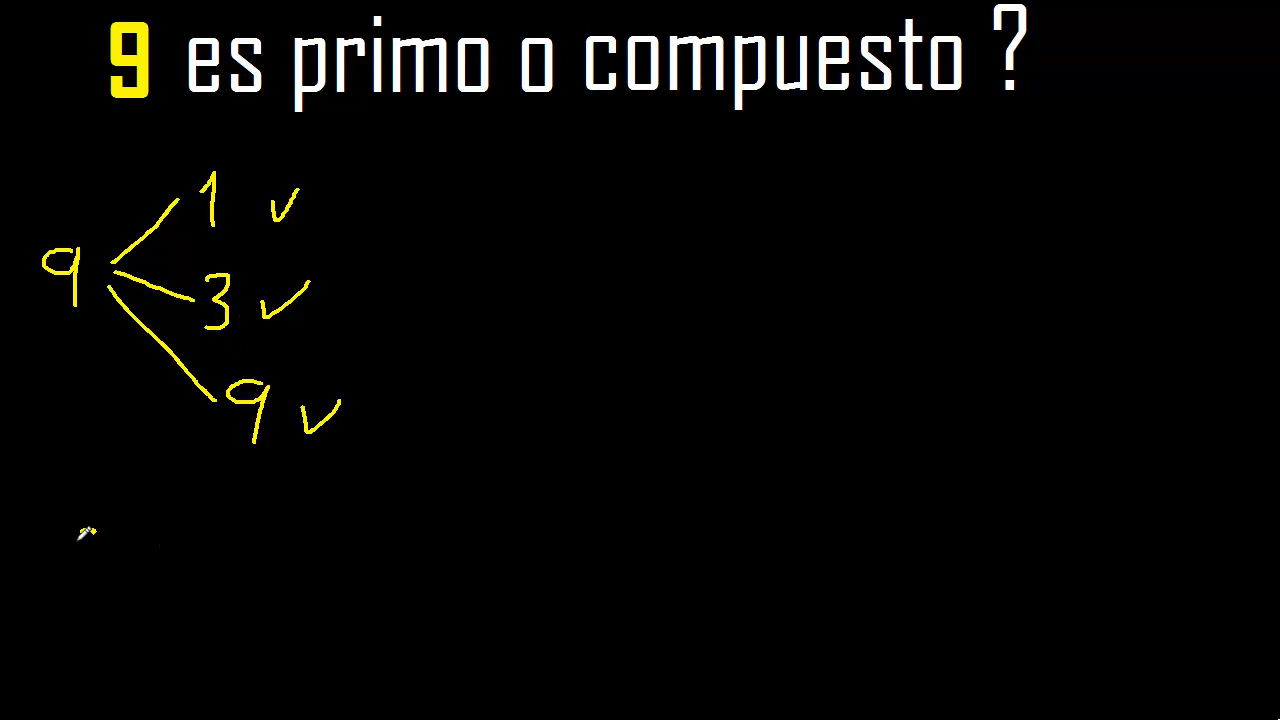 9 es primo o compuesto ?
1 ✓
9 3 ✓
9 ✓